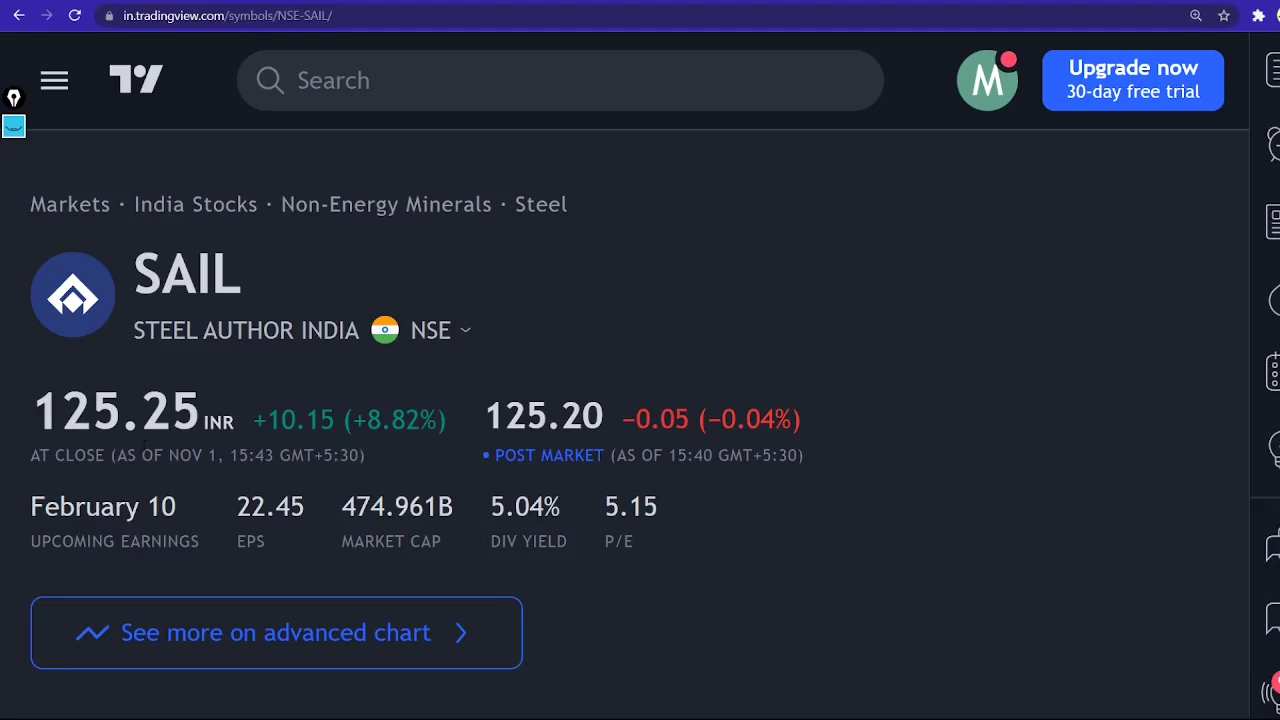 in.tradingview.com/symbols/NSE-SAIL/
Search
M
Upgrade now
30-day free trial
Markets · India Stocks · Non-Energy Minerals · Steel
SAIL
STEEL AUTHOR INDIA NSE
125.25 INR +10.15 (+8.82%) 125.20 −0.05 (−0.04%)
AT CLOSE (AS OF NOV 1, 15:43 GMT+5:30) • POST MARKET (AS OF 15:40 GMT+5:30)
February 10 22.45 474.961B 5.04% 5.15
UPCOMING EARNINGS EPS MARKET CAP DIV YIELD P/E
See more on advanced chart